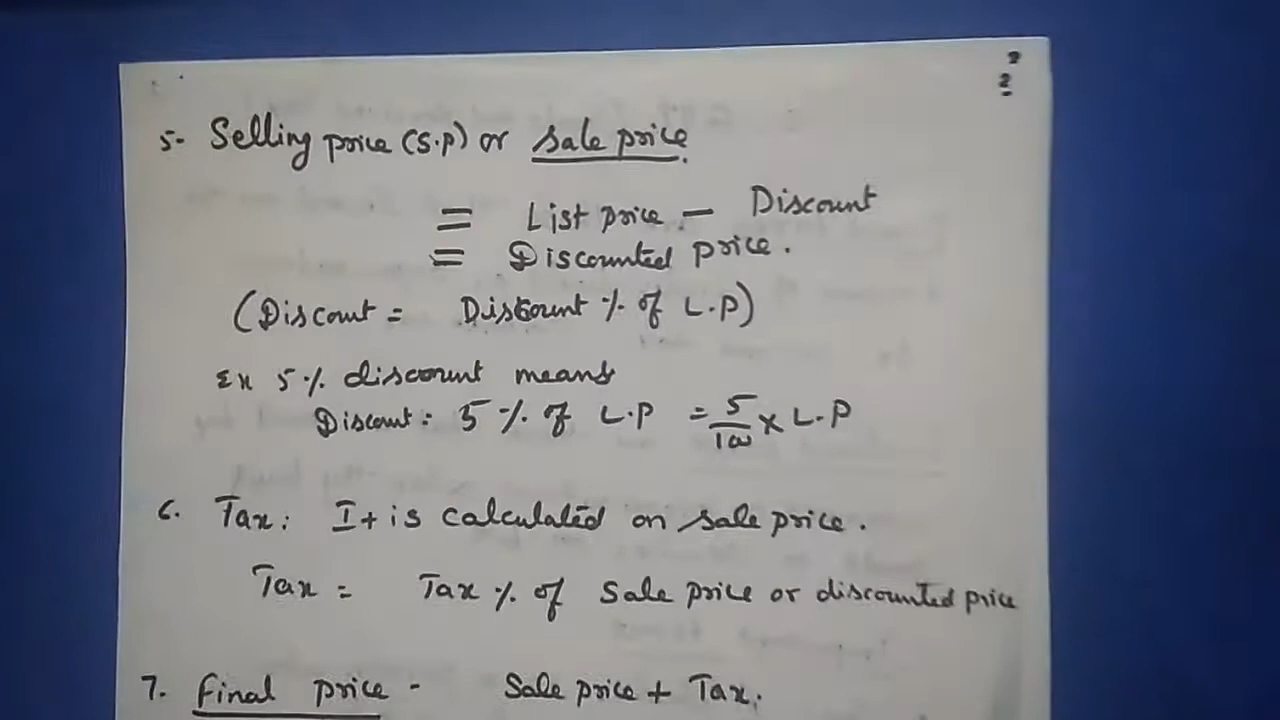 2
5- Selling price (S.P) or sale price.
= List price - Discount
= Discounted price.
(Discount = Discount % of L.P)
Ex 5% discount means
Discount: 5% of L.P = 5/100 x L.P
6. Tax: It is calculated on sale price.
Tax = Tax % of Sale price or discounted price
7. Final price - Sale price + Tax.